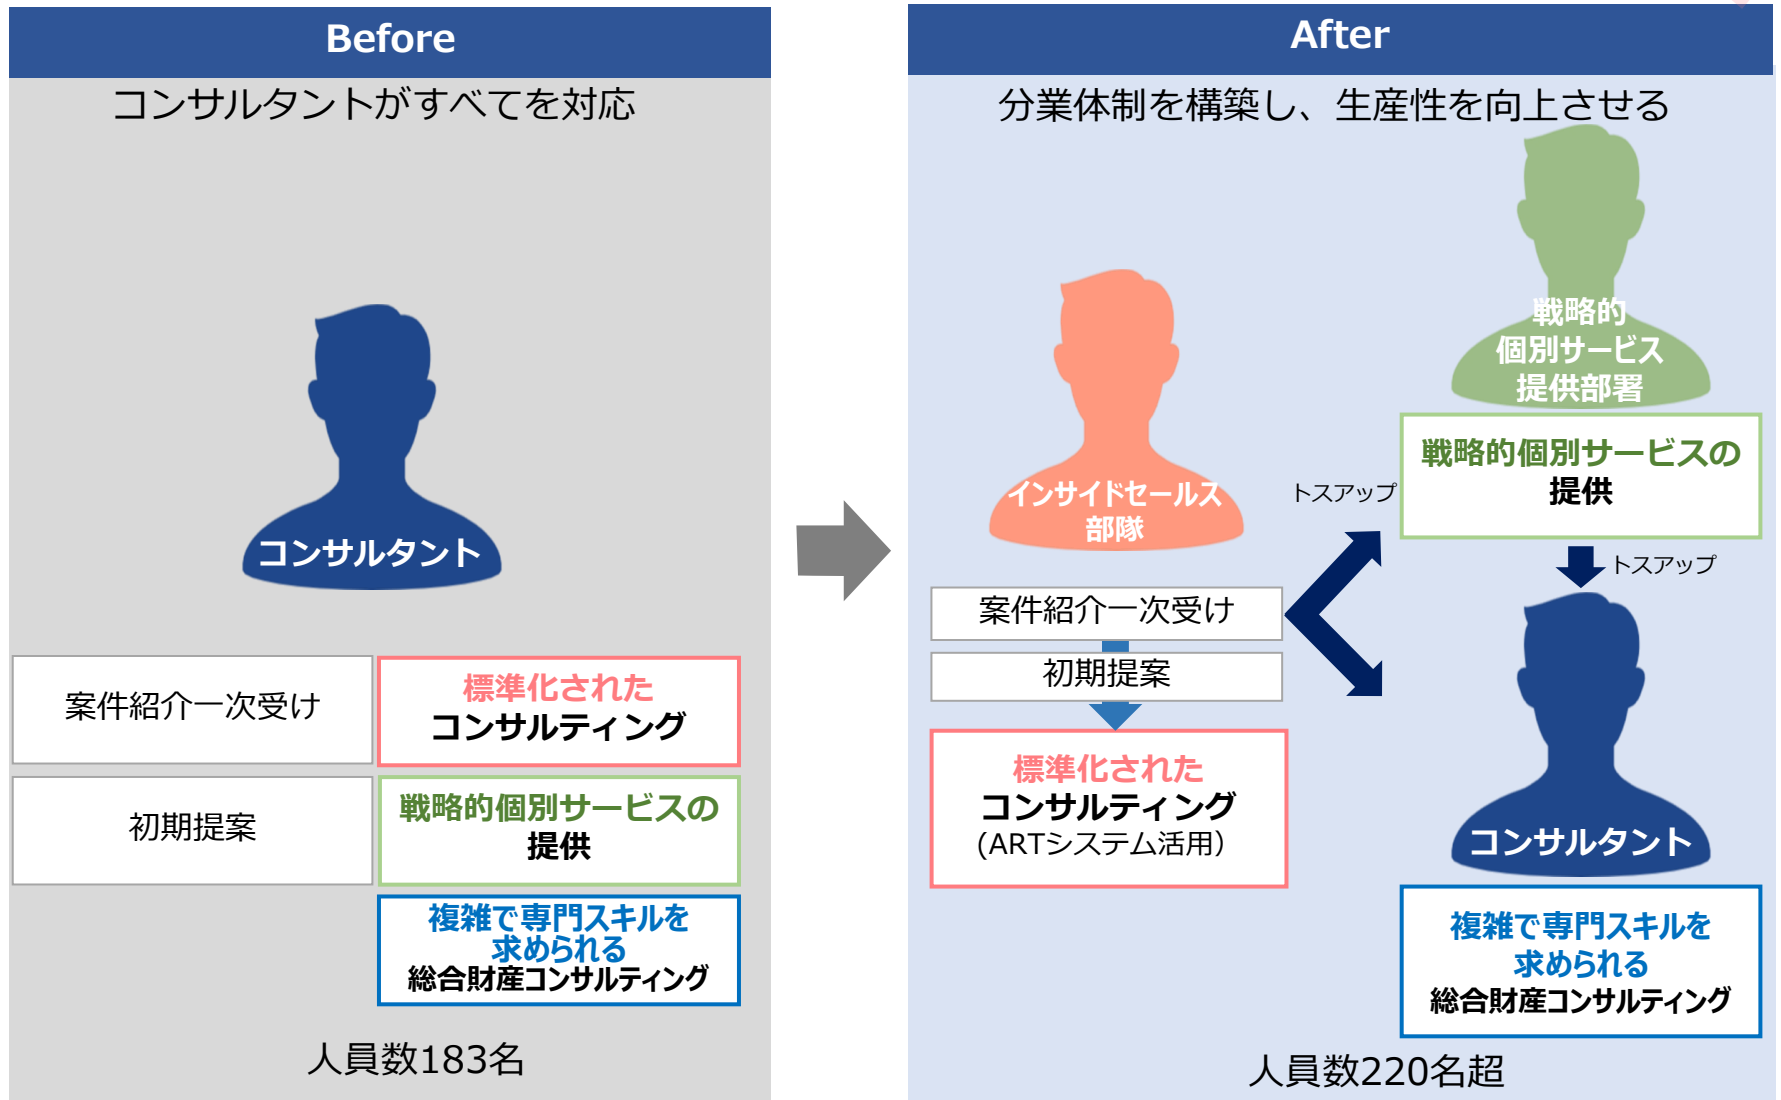 Before
コンサルタントがすべてを対応
コンサルタント
案件紹介一次受け
標準化された
コンサルティング
初期提案
戦略的個別サービスの
提供
複雑で専門スキルを
求められる
総合財産コンサルティング
人員数183名
After
分業体制を構築し、生産性を向上させる
戦略的
個別サービス
提供部署
戦略的個別サービスの
提供
インサイドセールス
部隊
トスアップ
トスアップ
案件紹介一次受け
初期提案
標準化された
コンサルティング
(ARTシステム活用）
コンサルタント
複雑で専門スキルを
求められる
総合財産コンサルティング
人員数220名超